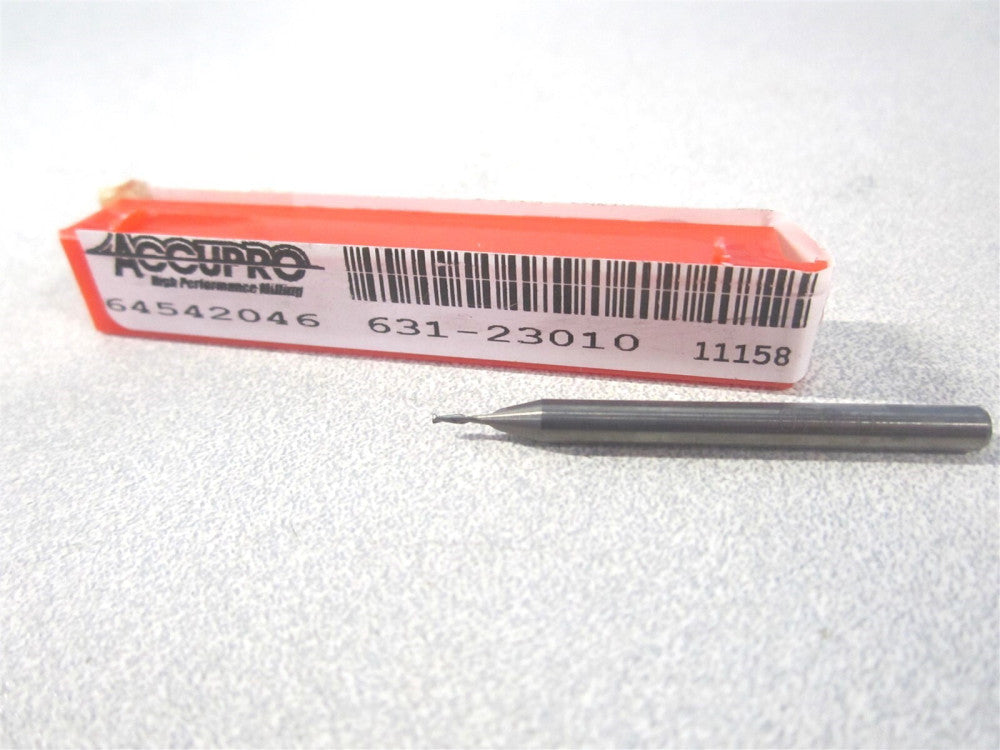 ACCUPRO
High Performance Milling
64542046 631-23010 11158